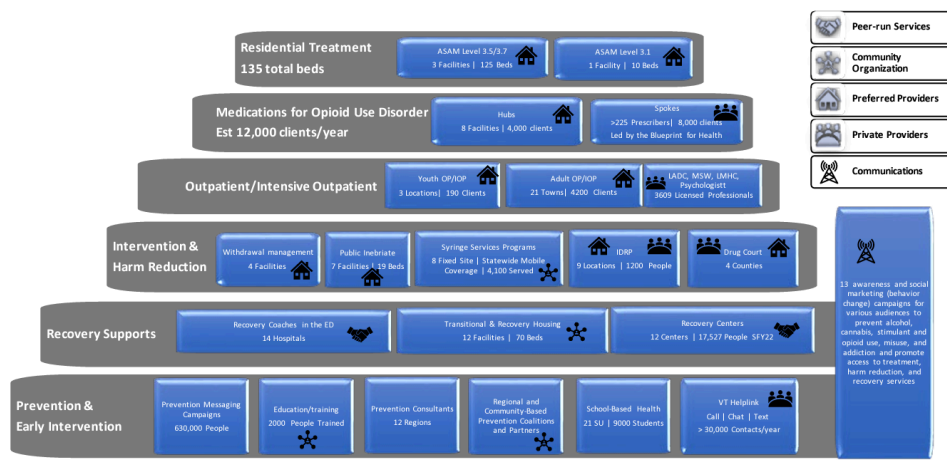 Peer-run Services
Community
Organization
Preferred Providers
Private Providers
Communications
Residential Treatment
135 total beds
ASAM Level 3.5/3.7
3 Facilities | 125 Beds
ASAM Level 3.1
1 Facility | 10 Beds
Medications for Opioid Use Disorder
Est 12,000 clients/year
Hubs
8 Facilities | 4,000 clients
Spokes
>225 Prescribers| 8,000 clients
Led by the Blueprint for Health
Outpatient/Intensive Outpatient
Youth OP/IOP
3 Locations| 190 Clients
Adult OP/IOP
21 Towns| 4200 Clients
LADC, MSW, LMHC,
Psychologistt
3609 Licensed Professionals
Intervention &
Harm Reduction
Withdrawal management
4 Facilities
Public Inebriate
7 Facilities | 19 Beds
Syringe Services Programs
8 Fixed Site | Statewide Mobile
Coverage | 4,100 Served
IDRP
9 Locations | 1200 People
Drug Court
4 Counties
Recovery Supports
Recovery Coaches in the ED
14 Hospitals
Transitional & Recovery Housing
12 Facilities | 70 Beds
Recovery Centers
12 Centers | 17,527 People SFY22
Prevention &
Early Intervention
Prevention Messaging
Campaigns
630,000 People
Education/training
2000 People Trained
Prevention Consultants
12 Regions
Regional and
Community-Based
Prevention Coalitions
and Partners
School-Based Health
21 SU | 9000 Students
VT Helplink
Call | Chat | Text
> 30,000 Contacts/year
13 awareness and social
marketing (behavior
change) campaigns for
various audiences to
prevent alcohol,
cannabis, stimulant and
opioid use, misuse, and
addiction and promote
access to treatment,
harm reduction, and
recovery services